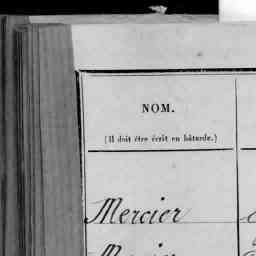 NOM.
(Il doit être écrit en bâtarde.)
Mercier